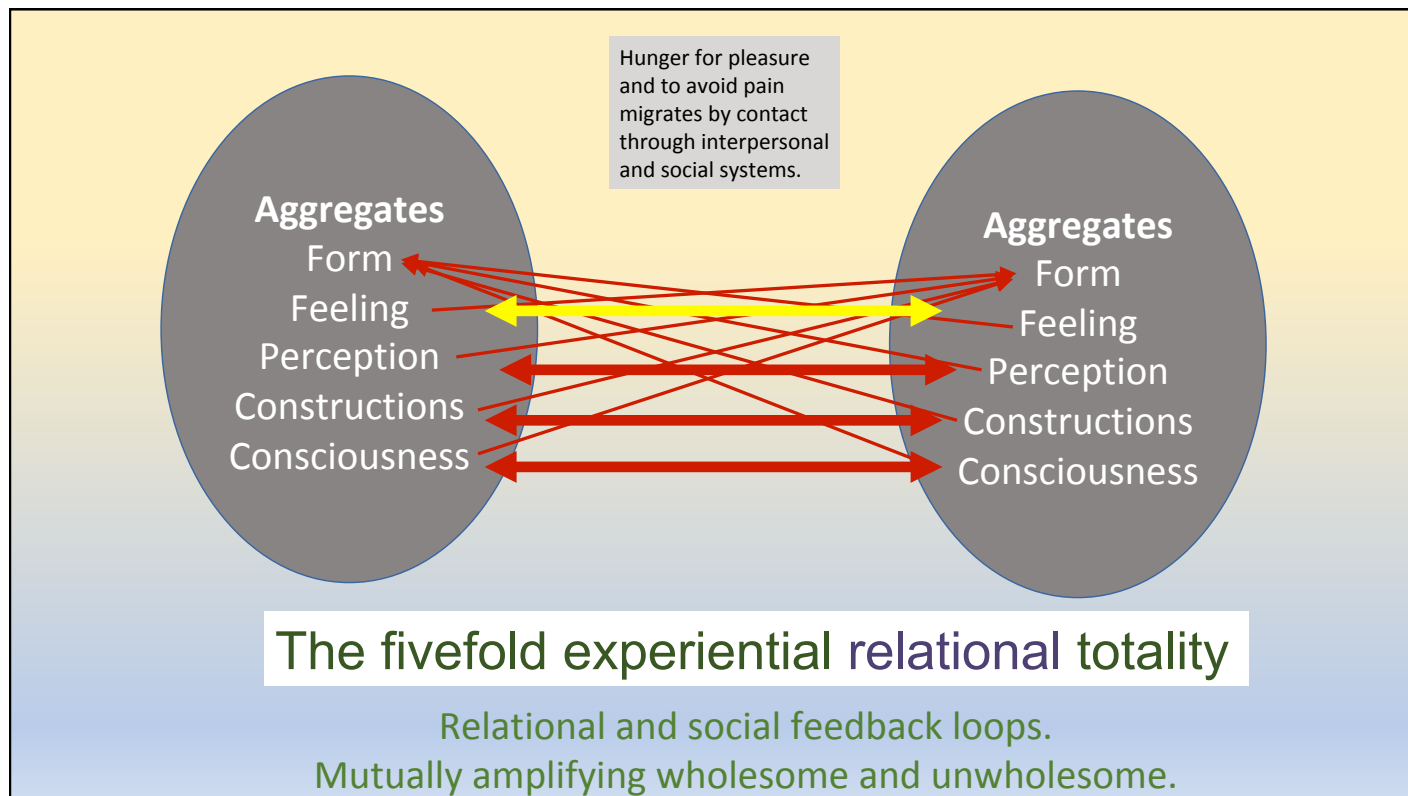 Hunger for pleasure
and to avoid pain
migrates by contact
through interpersonal
and social systems.
Aggregates
Form
Feeling
Perception
Constructions
Consciousness
Aggregates
Form
Feeling
Perception
Constructions
Consciousness
The fivefold experiential relational totality
Relational and social feedback loops.
Mutually amplifying wholesome and unwholesome.